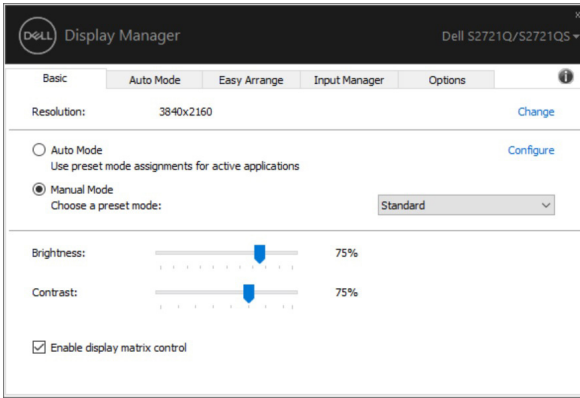 DELL Display Manager
Dell S2721Q/S2721QS
Basic Auto Mode Easy Arrange Input Manager Options
Resolution: 3840x2160 Change
Auto Mode Configure
Use preset mode assignments for active applications
Manual Mode
Choose a preset mode: Standard
Brightness: 75%
Contrast: 75%
Enable display matrix control